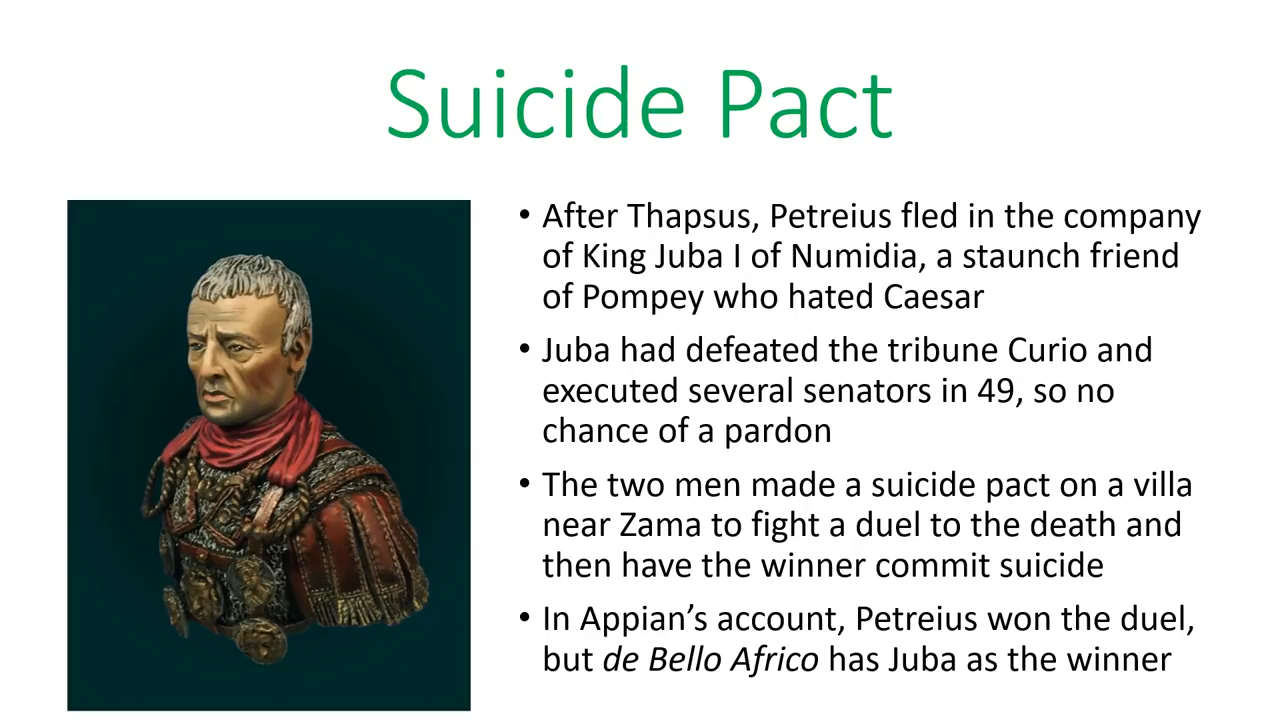 Suicide Pact
• After Thapsus, Petreius fled in the company
of King Juba I of Numidia, a staunch friend
of Pompey who hated Caesar
• Juba had defeated the tribune Curio and
executed several senators in 49, so no
chance of a pardon
• The two men made a suicide pact on a villa
near Zama to fight a duel to the death and
then have the winner commit suicide
• In Appian’s account, Petreius won the duel,
but de Bello Africo has Juba as the winner